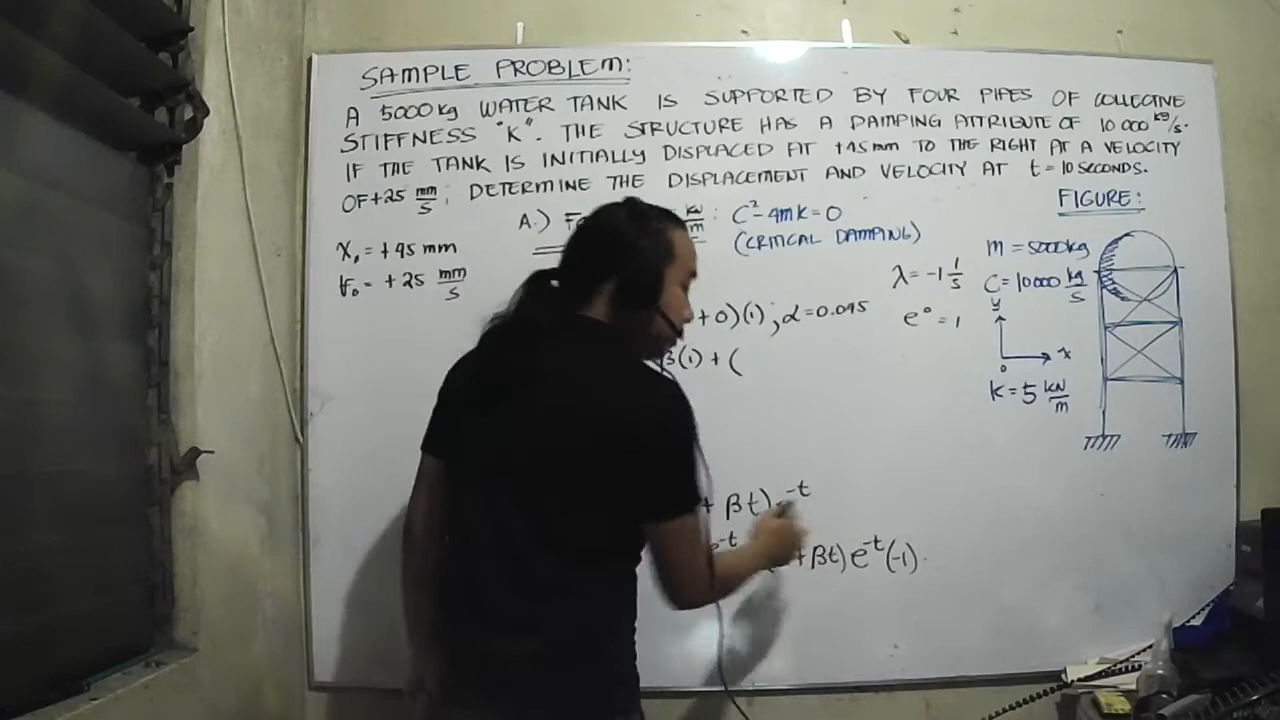 SAMPLE PROBLEM:
A 5000 kg WATER TANK IS SUPPORTED BY FOUR PIPES OF COLLECTIVE
STIFFNESS "K". THE STRUCTURE HAS A DAMPING ATTRIBUTE OF 10 000 kg/s.
IF THE TANK IS INITIALLY DISPLACED AT +45 mm TO THE RIGHT AT A VELOCITY
OF +25 mm/s; DETERMINE THE DISPLACEMENT AND VELOCITY AT t = 10 SECONDS.
A.) kN/m : C² - 4mk = 0
(CRITICAL DAMPING)
x₀ = +45 mm
v₀ = +25 mm/s
+ 0)(1) ; α = 0.045
β(1) + (
λ = -1 1/s
e⁰ = 1
+ βt) -t
e^-t + βt) e^-t (-1)
FIGURE:
m = 5000 kg
C = 10000 kg/s
y
x
0
K = 5 kN/m